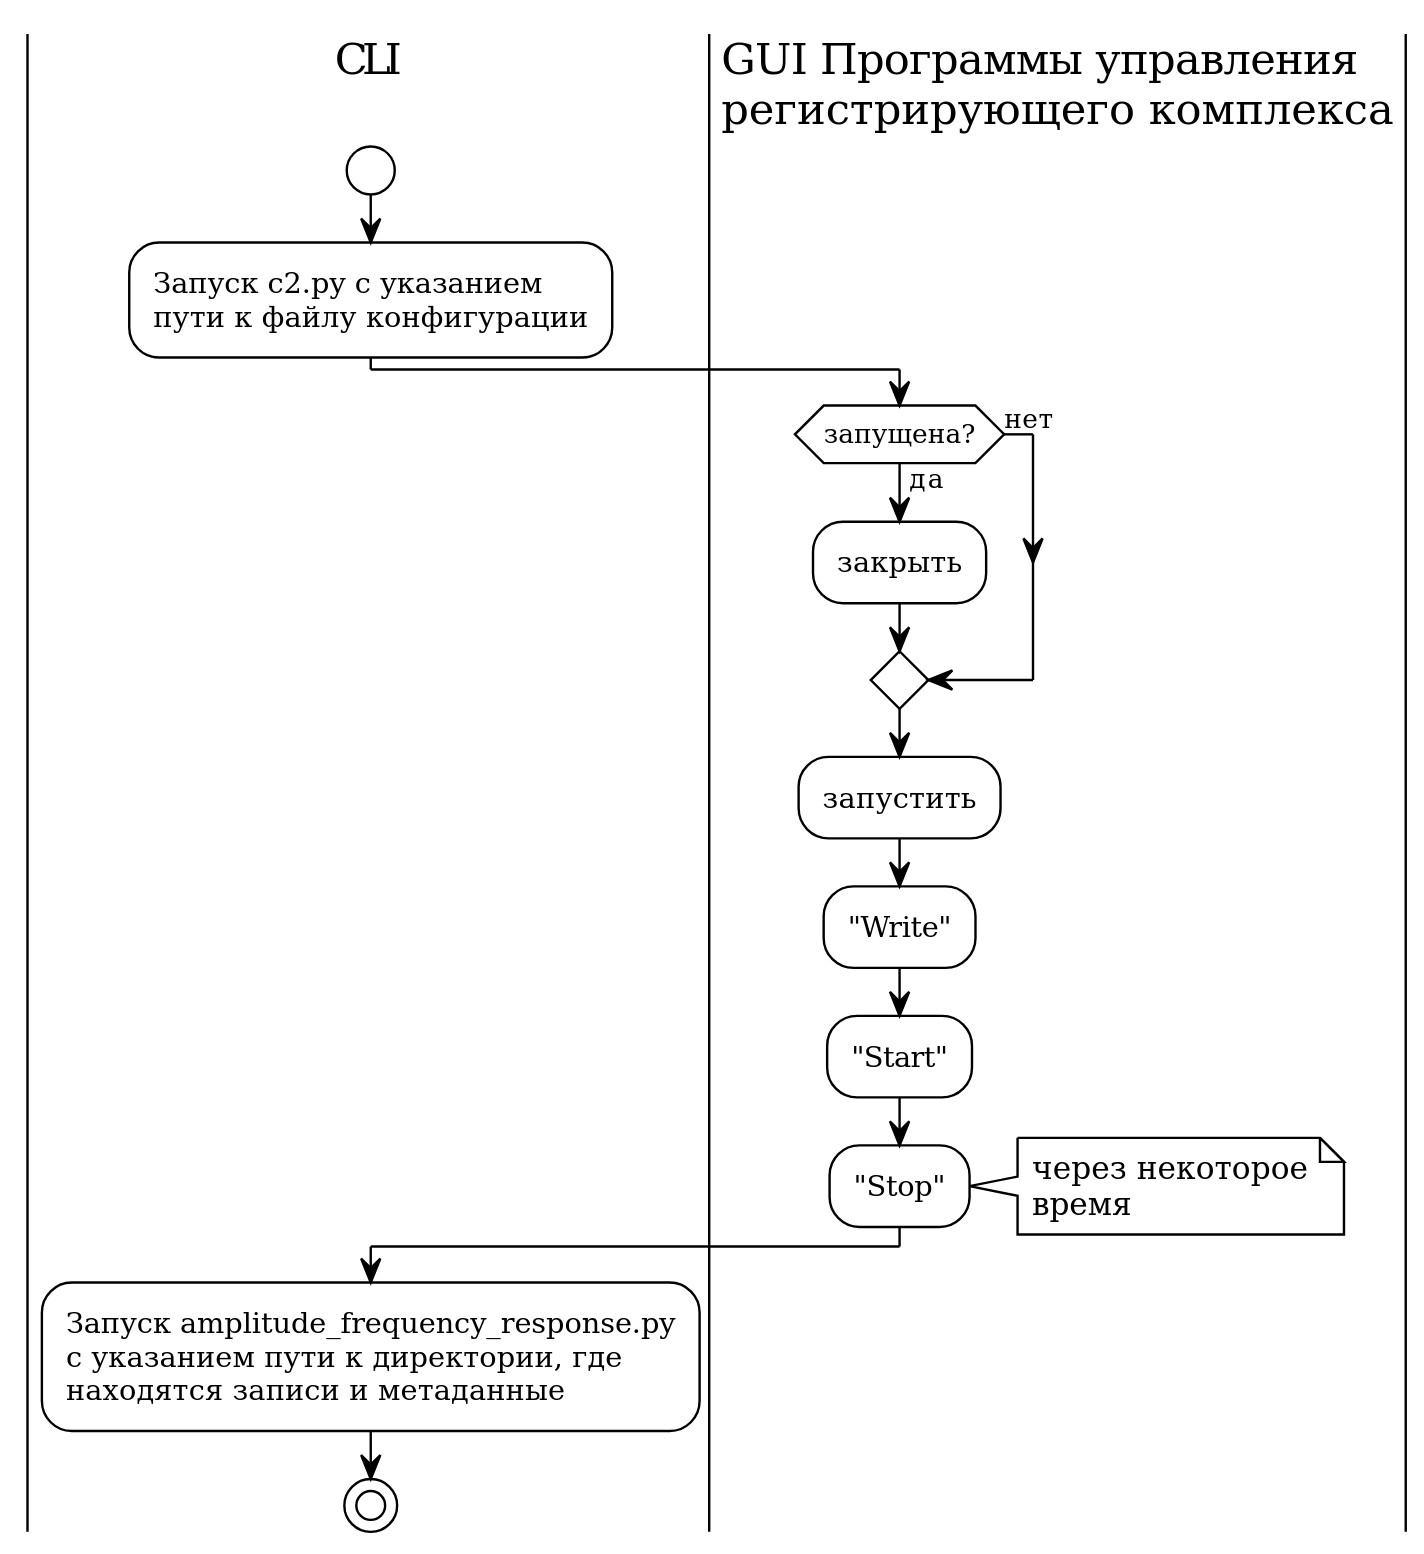 CLI
GUI Программы управления
регистрирующего комплекса
Запуск c2.py с указанием
пути к файлу конфигурации
запущена?
нет
да
закрыть
запустить
"Write"
"Start"
"Stop"
через некоторое
время
Запуск amplitude_frequency_response.py
с указанием пути к директории, где
находятся записи и метаданные